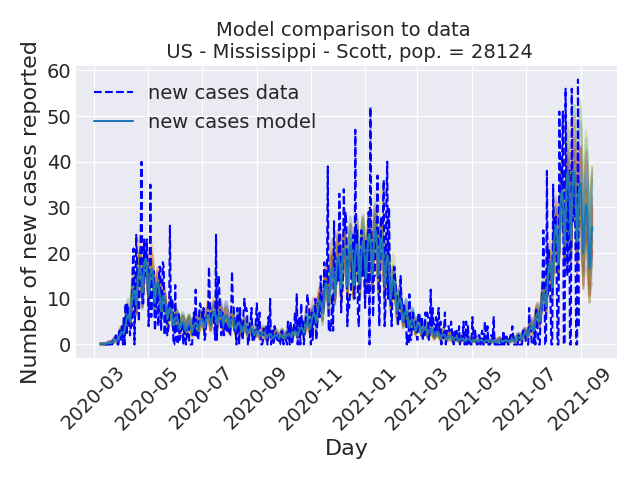 Model comparison to data
US - Mississippi - Scott, pop. = 28124
Number of new cases reported
60
50
40
30
20
10
0
new cases data
new cases model
2020-03
2020-05
2020-07
2020-09
2020-11
2021-01
2021-03
2021-05
2021-07
2021-09
Day